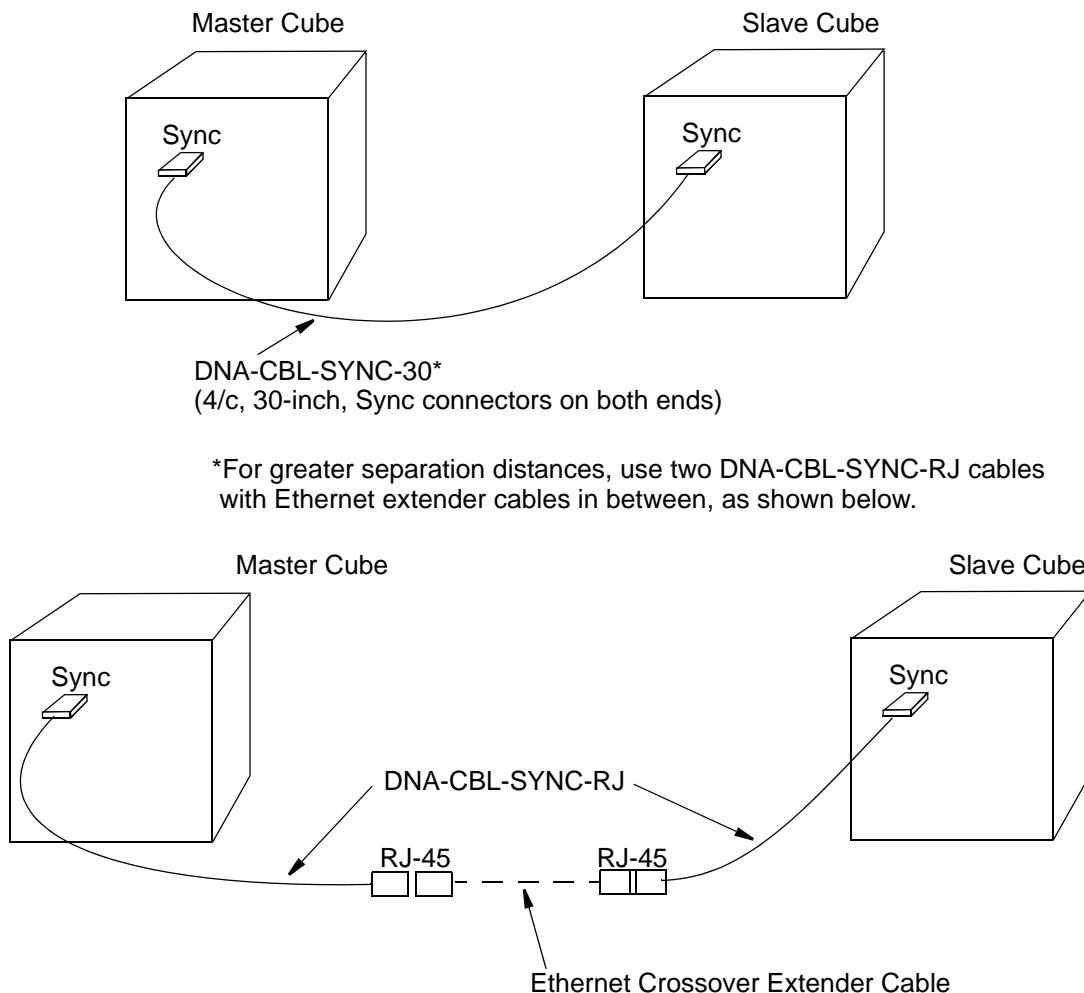 Master Cube
Slave Cube
Sync
Sync
DNA-CBL-SYNC-30*
(4/c, 30-inch, Sync connectors on both ends)
*For greater separation distances, use two DNA-CBL-SYNC-RJ cables
with Ethernet extender cables in between, as shown below.
Master Cube
Slave Cube
Sync
Sync
DNA-CBL-SYNC-RJ
RJ-45
RJ-45
Ethernet Crossover Extender Cable